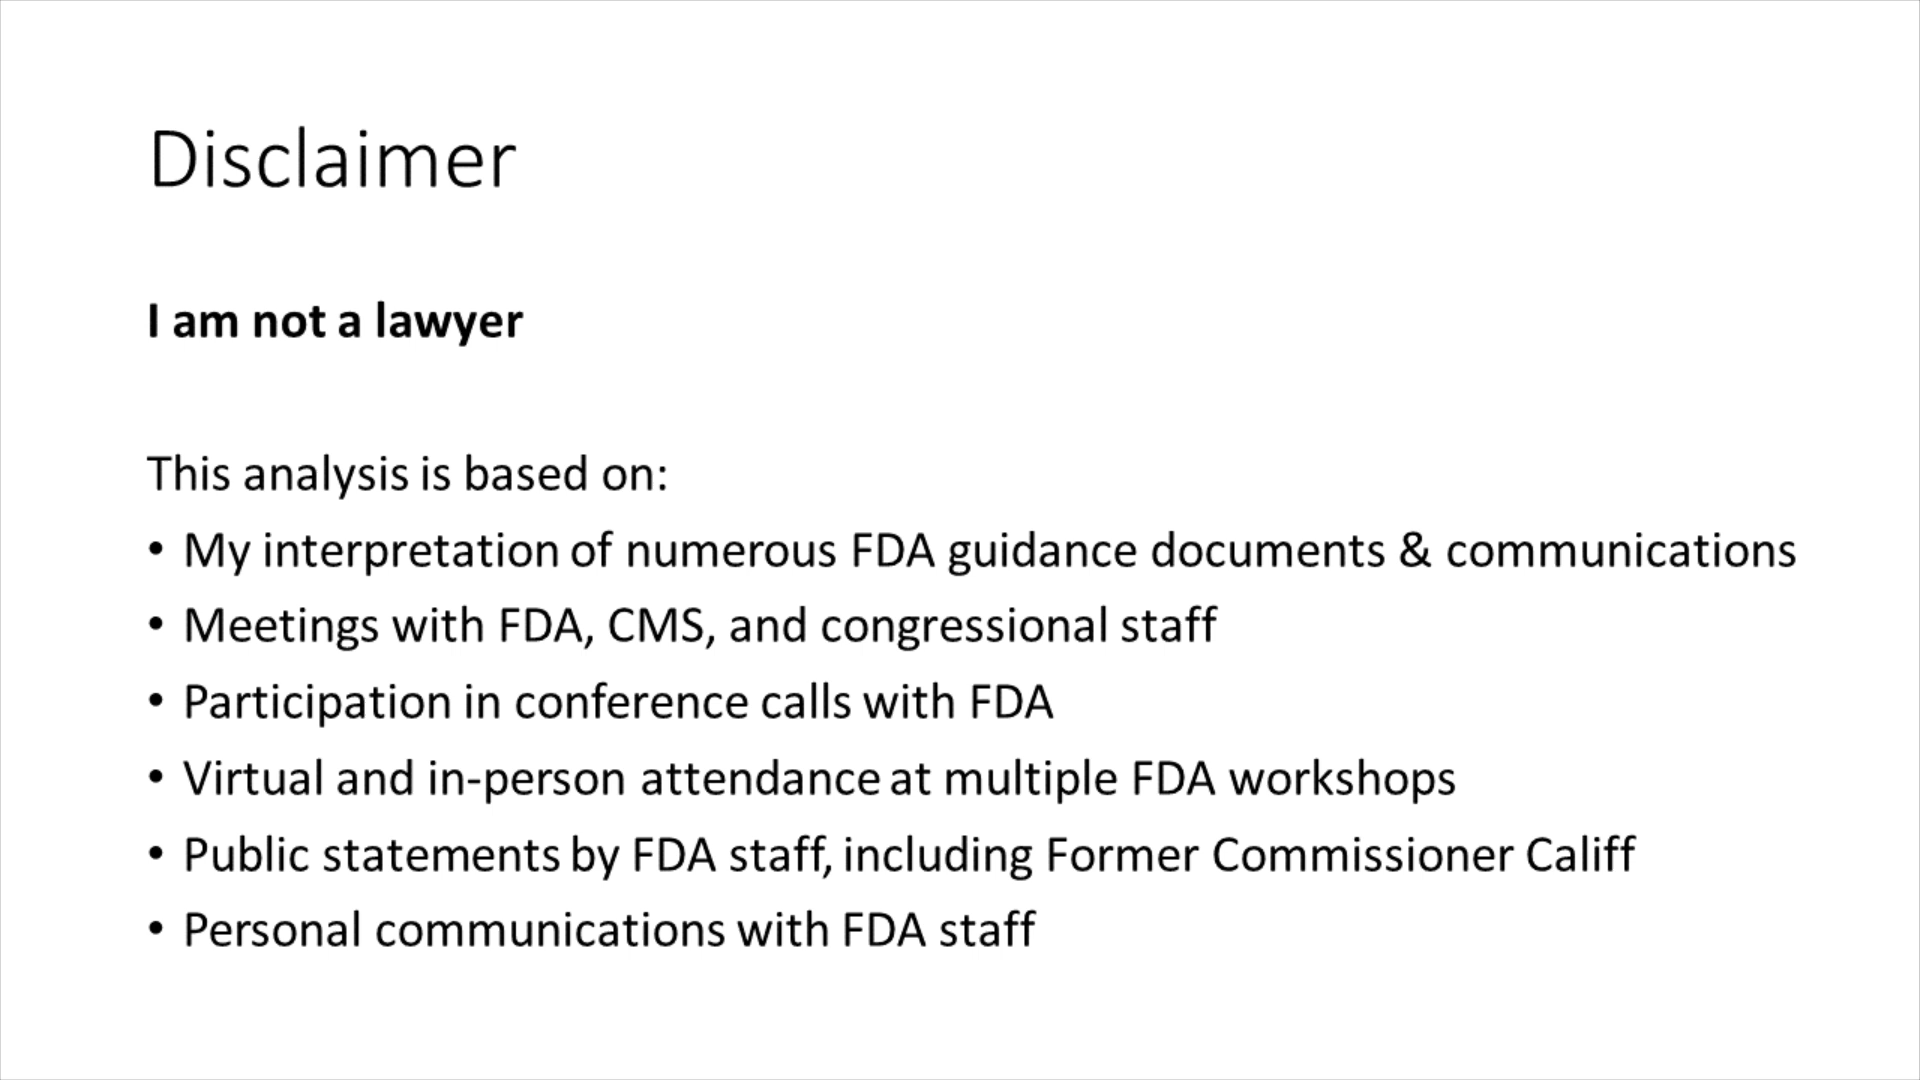 Disclaimer
I am not a lawyer
This analysis is based on:
• My interpretation of numerous FDA guidance documents & communications
• Meetings with FDA, CMS, and congressional staff
• Participation in conference calls with FDA
• Virtual and in-person attendance at multiple FDA workshops
• Public statements by FDA staff, including Former Commissioner Califf
• Personal communications with FDA staff